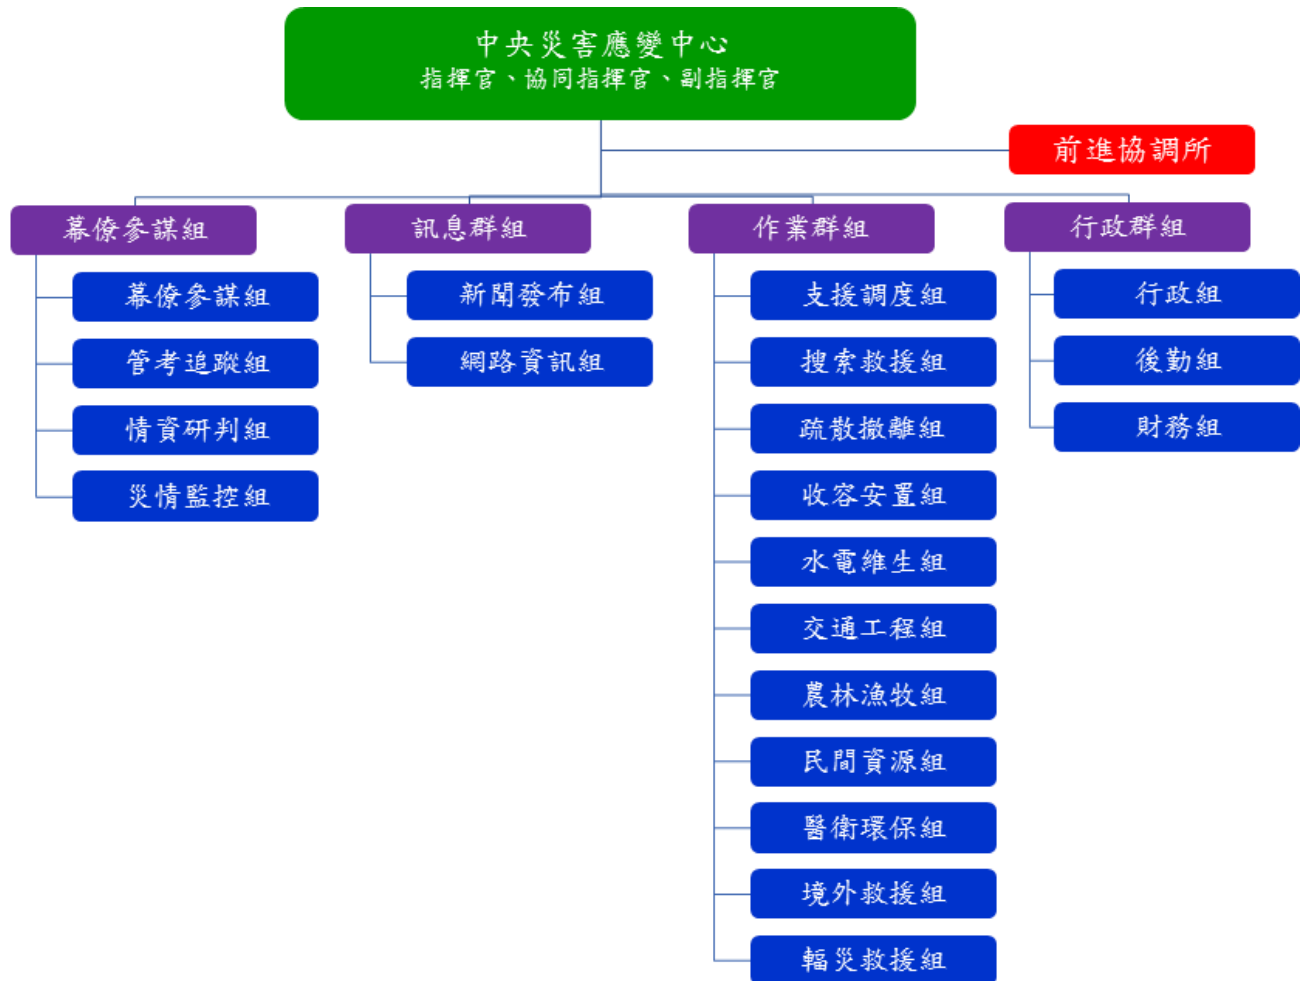 中央災害應變中心
指揮官、協同指揮官、副指揮官
前進協調所
幕僚參謀組
幕僚參謀組
管考追蹤組
情資研判組
災情監控組
訊息群組
新聞發布組
網路資訊組
作業群組
支援調度組
搜索救援組
疏散撤離組
收容安置組
水電維生組
交通工程組
農林漁牧組
民間資源組
醫衛環保組
境外救援組
輻災救援組
行政群組
行政組
後勤組
財務組